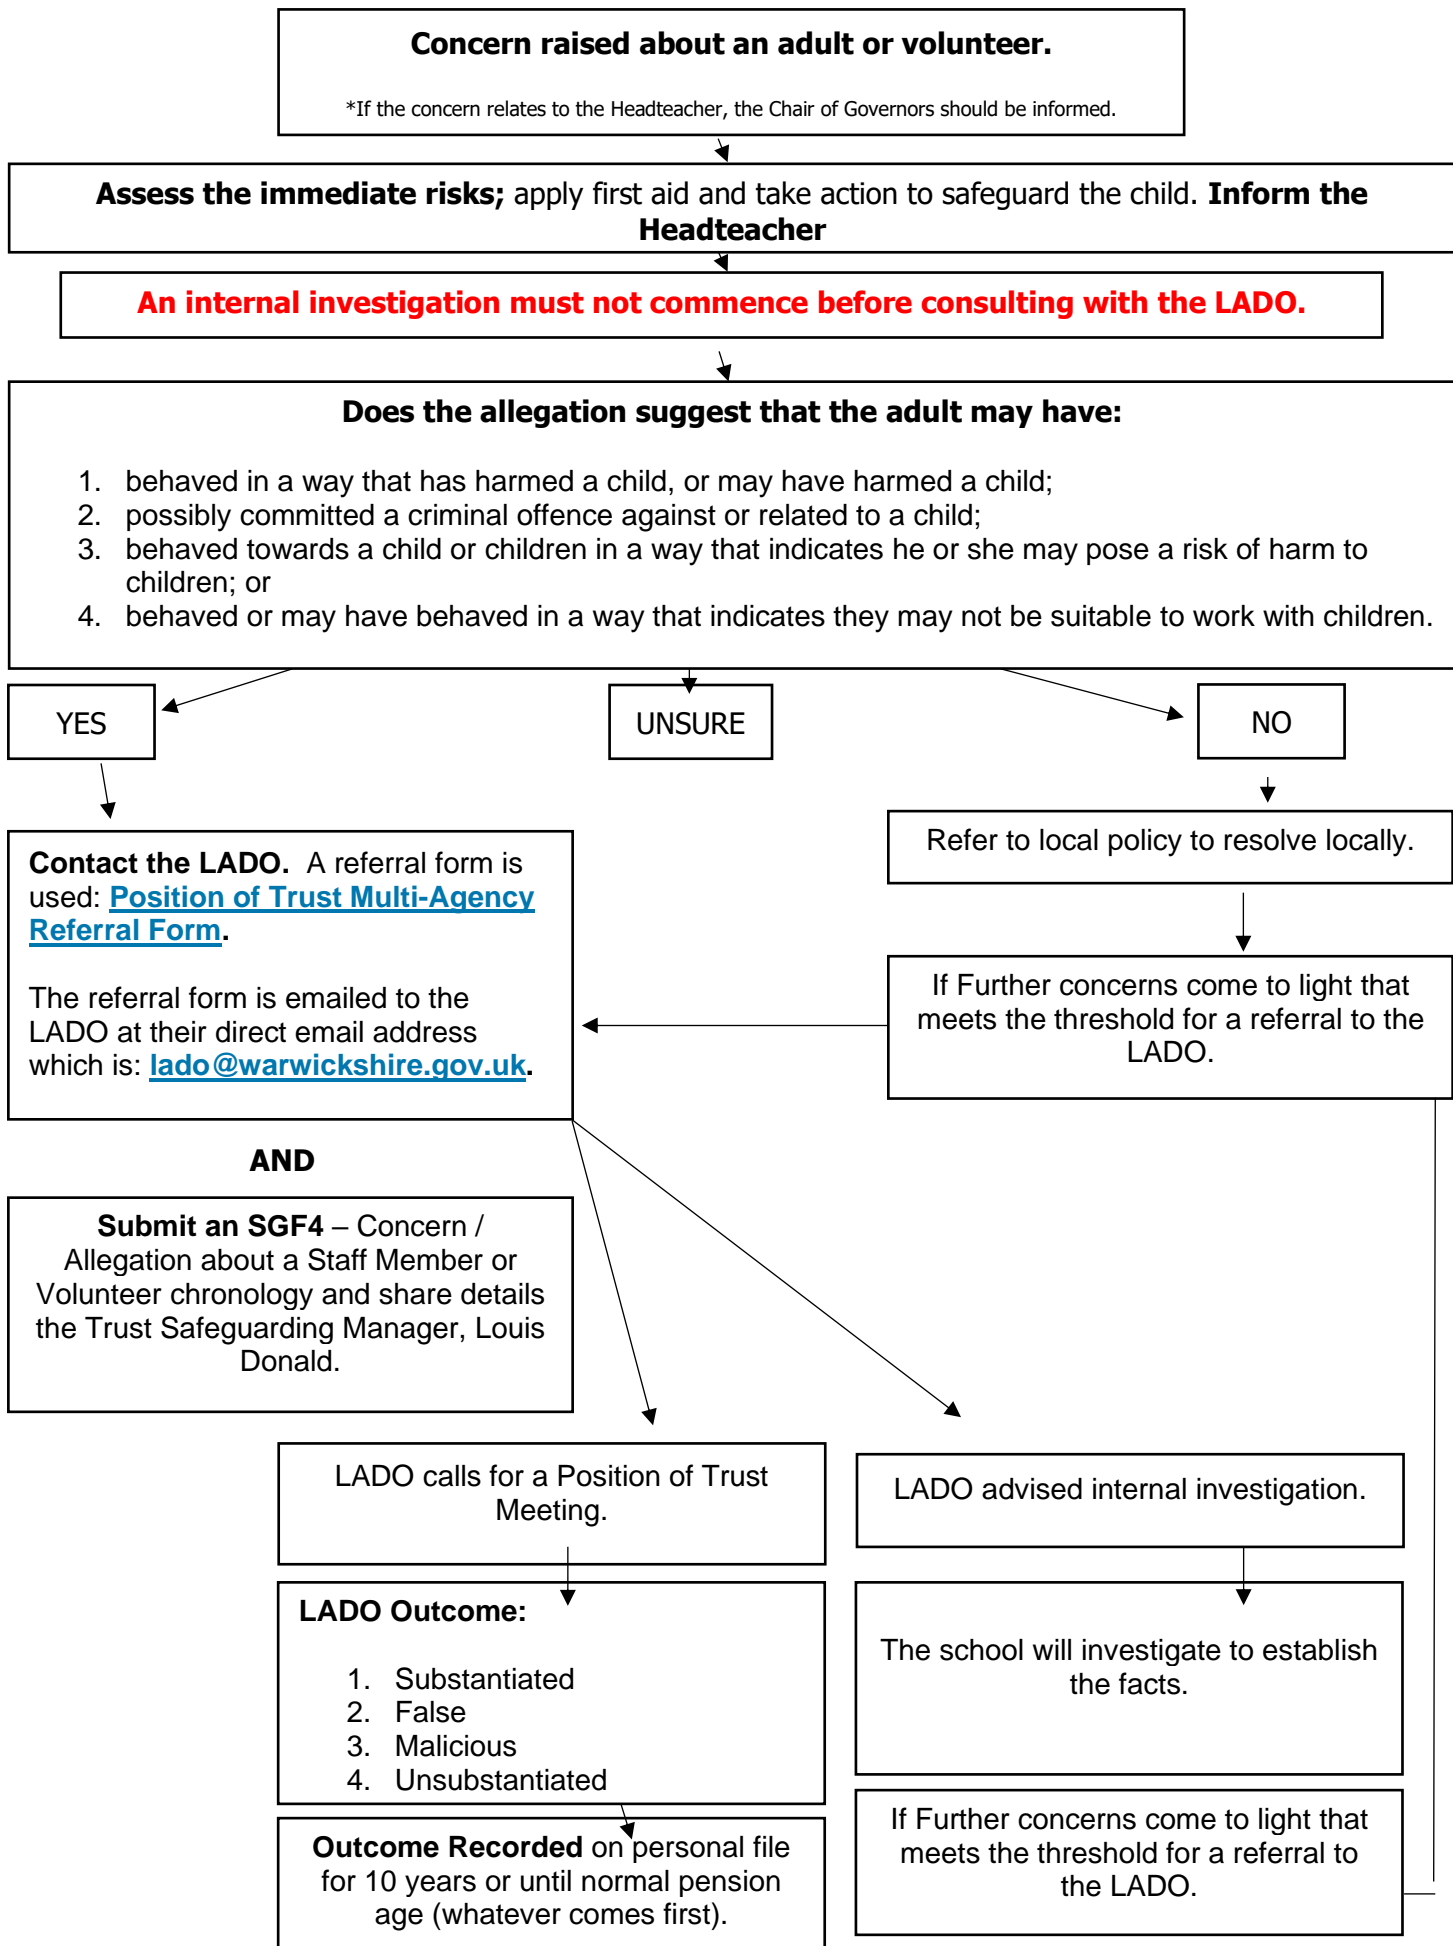 Concern raised about an adult or volunteer.
*If the concern relates to the Headteacher, the Chair of Governors should be informed.
Assess the immediate risks; apply first aid and take action to safeguard the child. Inform the
Headteacher
An internal investigation must not commence before consulting with the LADO.
Does the allegation suggest that the adult may have:
1. behaved in a way that has harmed a child, or may have harmed a child;
2. possibly committed a criminal offence against or related to a child;
3. behaved towards a child or children in a way that indicates he or she may pose a risk of harm to
children; or
4. behaved or may have behaved in a way that indicates they may not be suitable to work with children.
YES
UNSURE
NO
Contact the LADO. A referral form is
used: Position of Trust Multi-Agency
Referral Form.
The referral form is emailed to the
LADO at their direct email address
which is: lado@warwickshire.gov.uk.
Refer to local policy to resolve locally.
If Further concerns come to light that
meets the threshold for a referral to the
LADO.
AND
Submit an SGF4 – Concern /
Allegation about a Staff Member or
Volunteer chronology and share details
the Trust Safeguarding Manager, Louis
Donald.
LADO calls for a Position of Trust
Meeting.
LADO advised internal investigation.
LADO Outcome:
1. Substantiated
2. False
3. Malicious
4. Unsubstantiated
The school will investigate to establish
the facts.
Outcome Recorded on personal file
for 10 years or until normal pension
age (whatever comes first).
If Further concerns come to light that
meets the threshold for a referral to
the LADO.